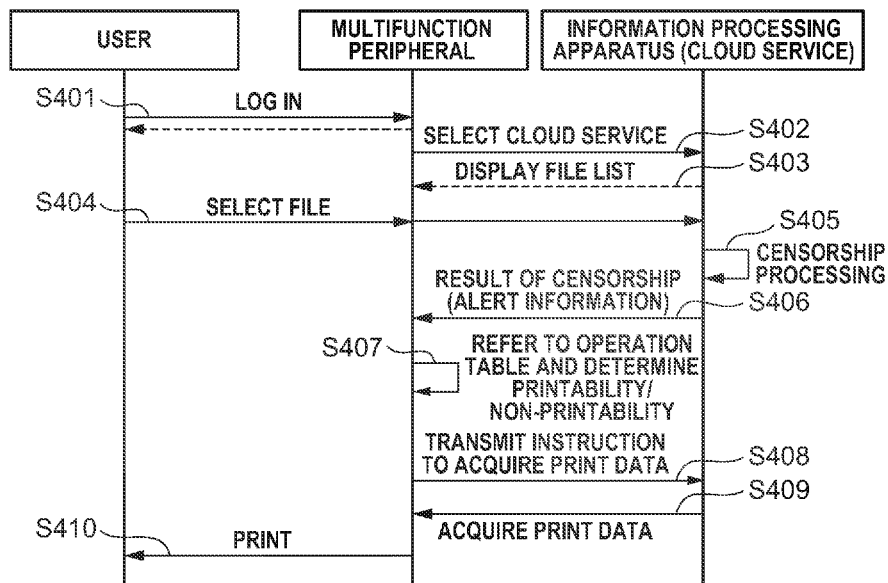 USER
MULTIFUNCTION
PERIPHERAL
INFORMATION PROCESSING
APPARATUS (CLOUD SERVICE)
S401
LOG IN
SELECT CLOUD SERVICE
S402
DISPLAY FILE LIST
S403
S404
SELECT FILE
S405
CENSORSHIP
PROCESSING
RESULT OF CENSORSHIP
(ALERT INFORMATION)
S406
S407
REFER TO OPERATION
TABLE AND DETERMINE
PRINTABILITY/
NON-PRINTABILITY
TRANSMIT INSTRUCTION
TO ACQUIRE PRINT DATA
S408
S409
ACQUIRE PRINT DATA
S410
PRINT